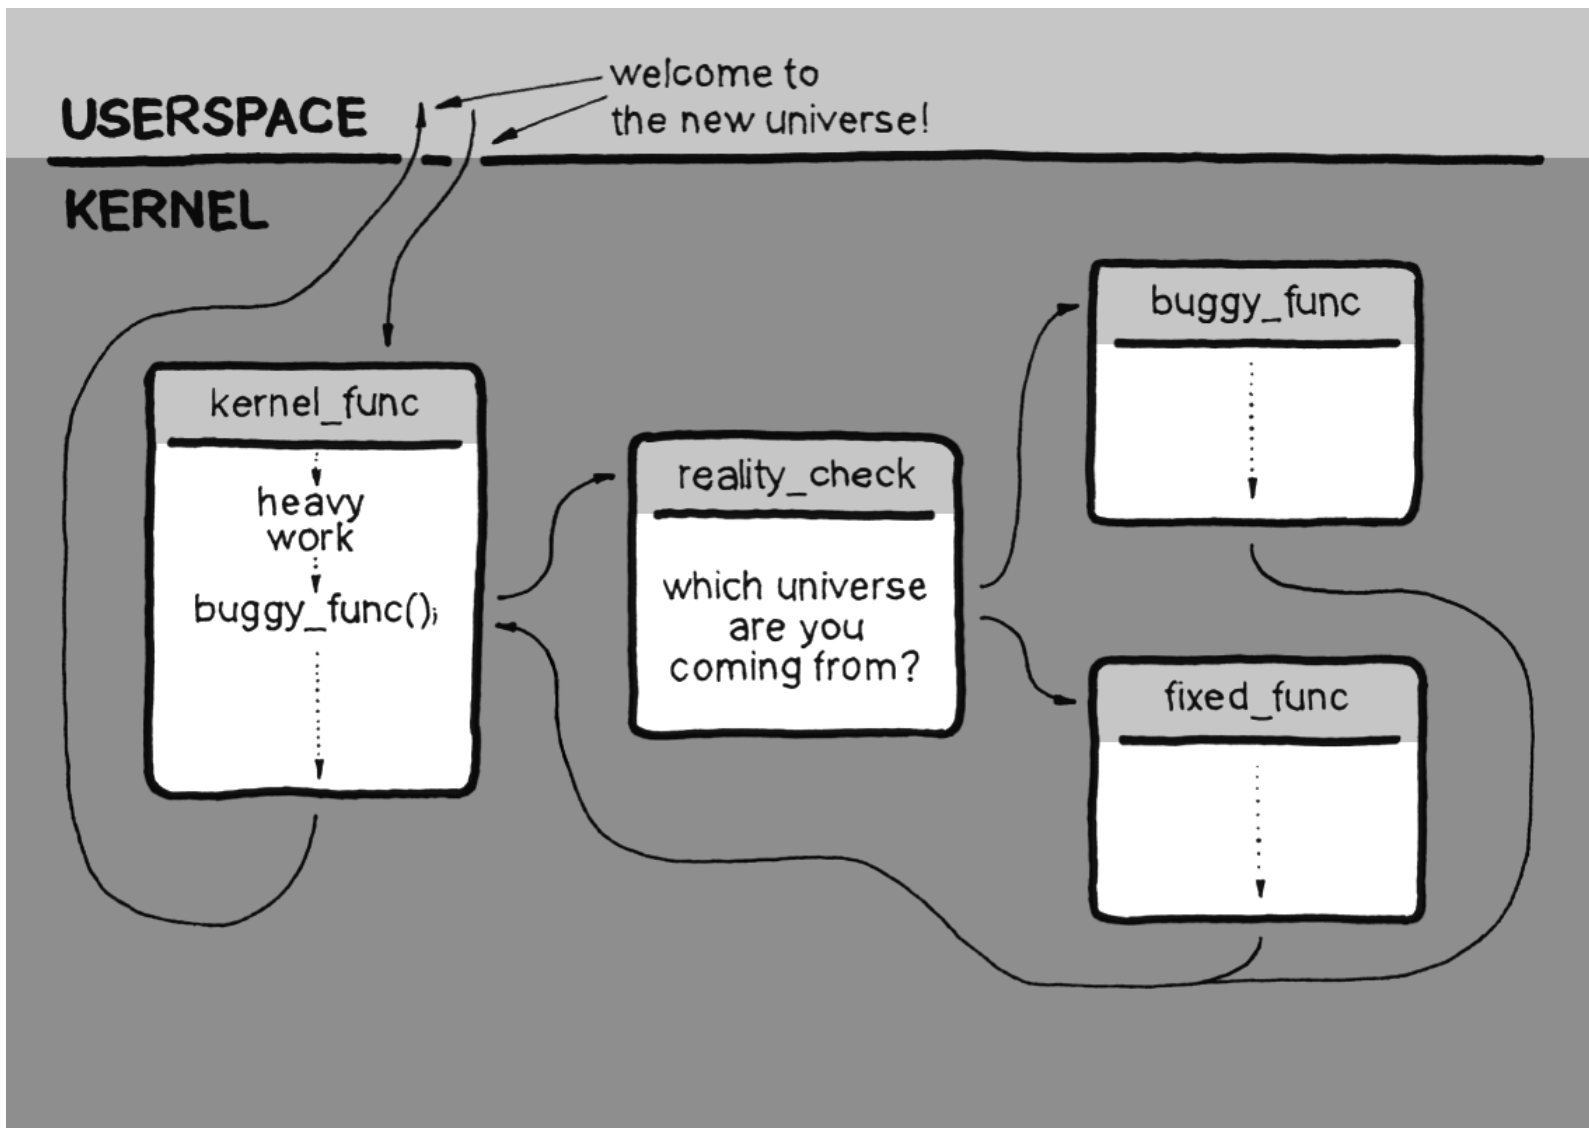 welcome to
the new universe!
USERSPACE
KERNEL
kernel_func
heavy
work
buggy_func();
reality_check
which universe
are you
coming from?
buggy_func
fixed_func